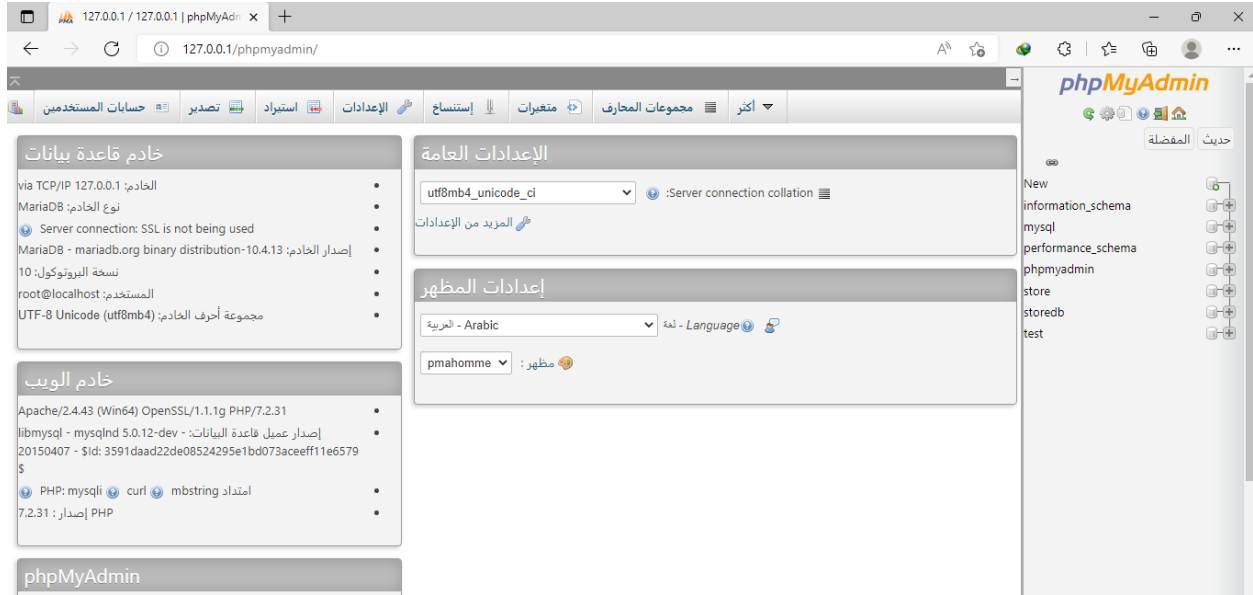 127.0.0.1 / 127.0.0.1 | phpMyAdm
127.0.0.1/phpmyadmin/
حسابات المستخدمين تصدير استيراد الإعدادات إستنساخ متغيرات مجموعات المحارف أكثر
phpMyAdmin
حديث المفضلة
New
information_schema
mysql
performance_schema
phpmyadmin
store
storedb
test
الإعدادات العامة
Server connection collation: utf8mb4_unicode_ci
المزيد من الإعدادات
إعدادات المظهر
لغة - Language العربية - Arabic
مظهر : pmahomme
خادم قاعدة بيانات
الخادم: 127.0.0.1 via TCP/IP
نوع الخادم: MariaDB
Server connection: SSL is not being used
إصدار الخادم: 10.4.13-MariaDB - mariadb.org binary distribution
نسخة البروتوكول: 10
المستخدم: root@localhost
مجموعة أحرف الخادم: UTF-8 Unicode (utf8mb4)
خادم الويب
Apache/2.4.43 (Win64) OpenSSL/1.1.1g PHP/7.2.31
إصدار عميل قاعدة البيانات: libmysql - mysqlnd 5.0.12-dev -
20150407 - $Id: 3591daad22de08524295e1bd073aceeff11e6579
$
امتداد PHP: mysqli curl mbstring
PHP إصدار : 7.2.31
phpMyAdmin